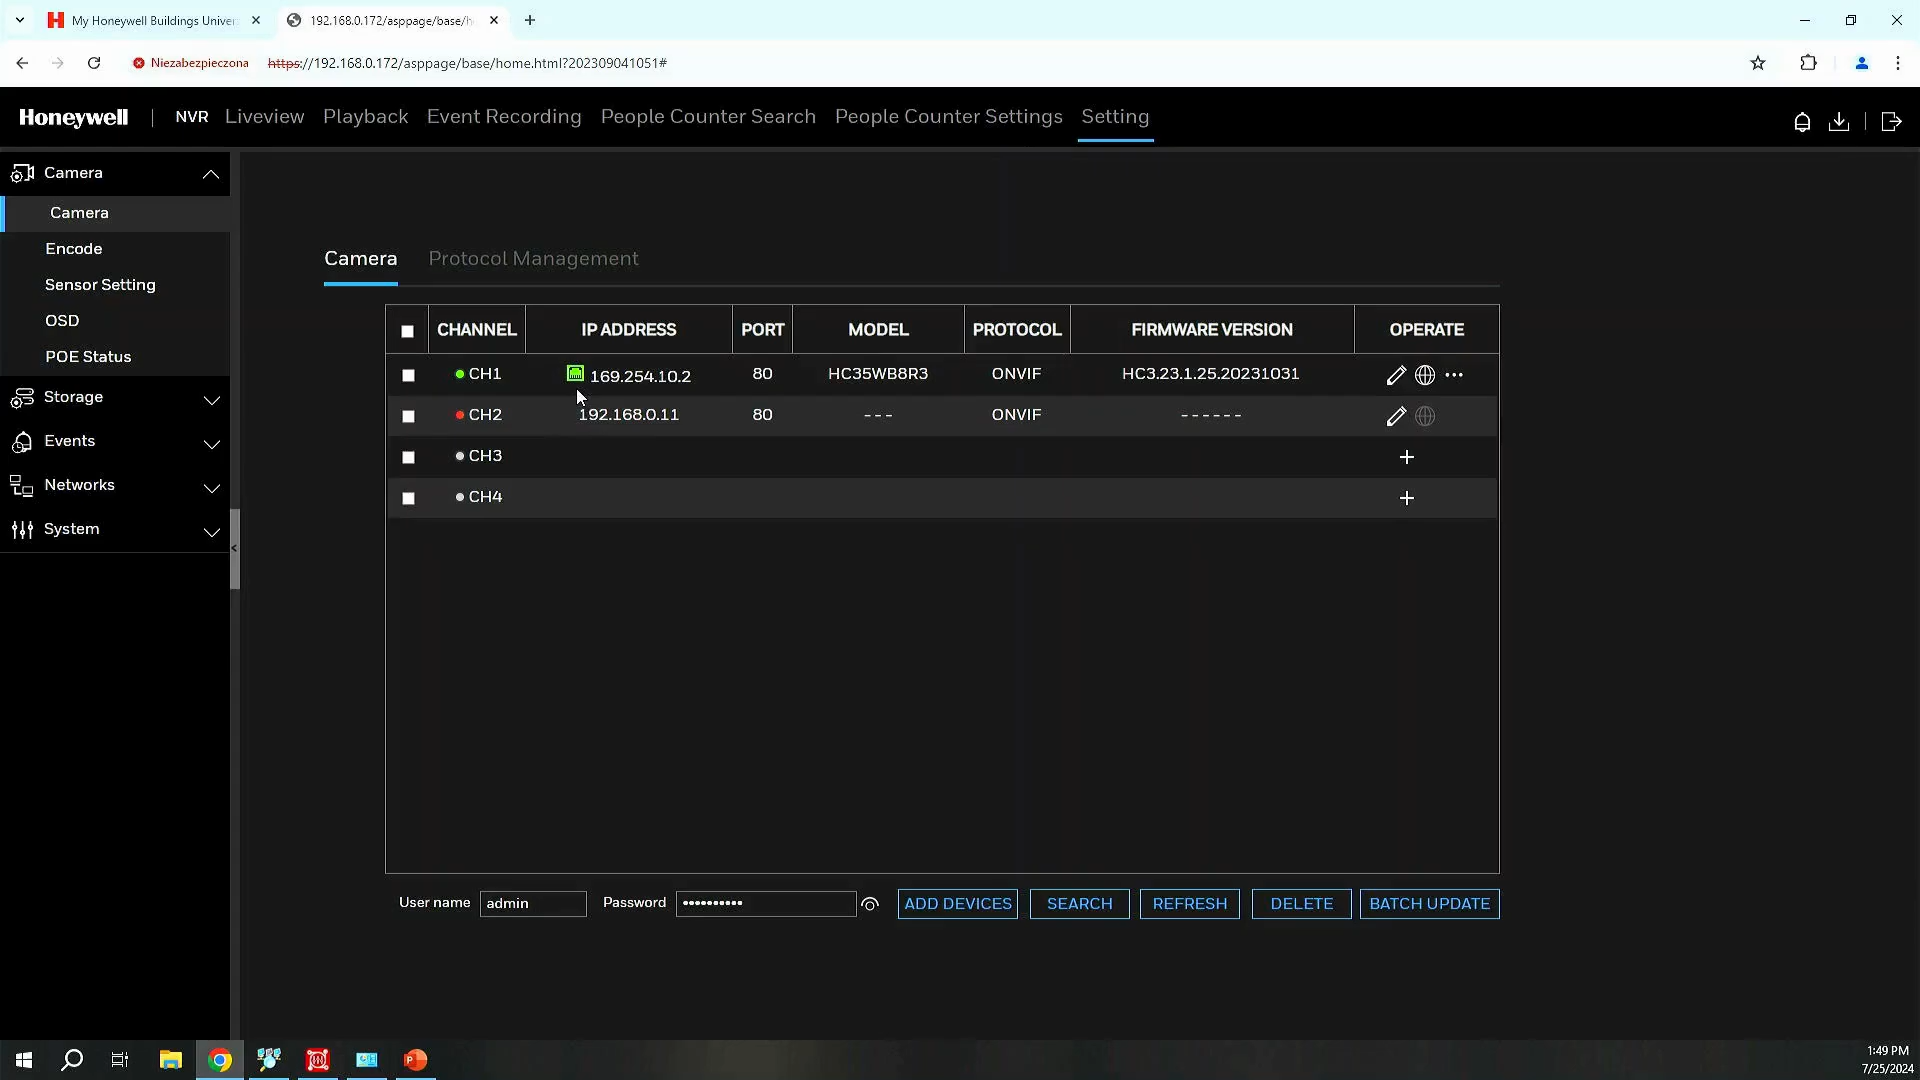 My Honeywell Buildings Univer
192.168.0.172/asppage/base/h
Niezabezpieczona
https://192.168.0.172/asppage/base/home.html?202309041051#
Honeywell | NVR Liveview Playback Event Recording People Counter Search People Counter Settings Setting
Camera
Camera
Encode
Sensor Setting
OSD
POE Status
Storage
Events
Networks
System
Camera Protocol Management
CHANNEL IP ADDRESS PORT MODEL PROTOCOL FIRMWARE VERSION OPERATE
CH1 169.254.10.2 80 HC35WB8R3 ONVIF HC3.23.1.25.20231031
CH2 192.168.0.11 80 --- ONVIF ------
CH3
CH4
User name admin Password •••••••••• ADD DEVICES SEARCH REFRESH DELETE BATCH UPDATE
1:49 PM
7/25/2024